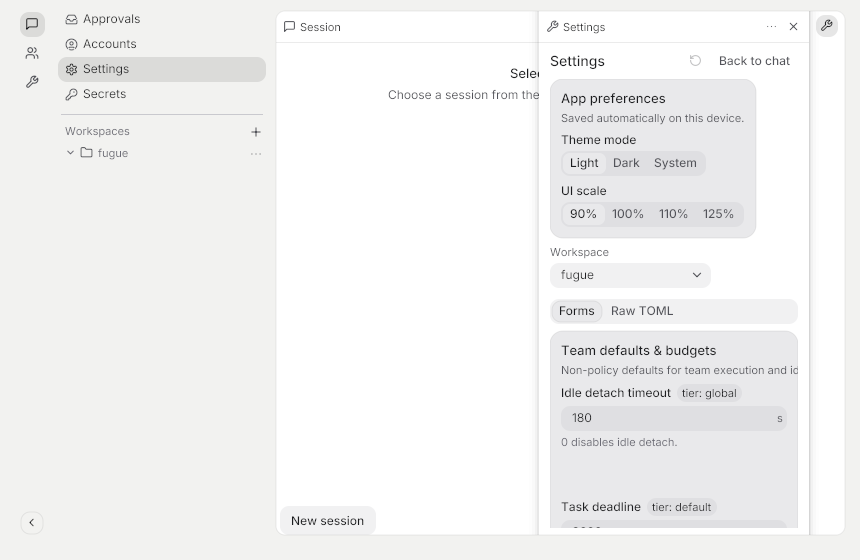 Approvals
Accounts
Settings
Secrets
Workspaces
fugue
Session
Choose a session from the
New session
Settings
Settings
Back to chat
App preferences
Saved automatically on this device.
Theme mode
Light Dark System
UI scale
90% 100% 110% 125%
Workspace
fugue
Forms Raw TOML
Team defaults & budgets
Non-policy defaults for team execution and
Idle detach timeout tier: global
180 s
0 disables idle detach.
Task deadline tier: default